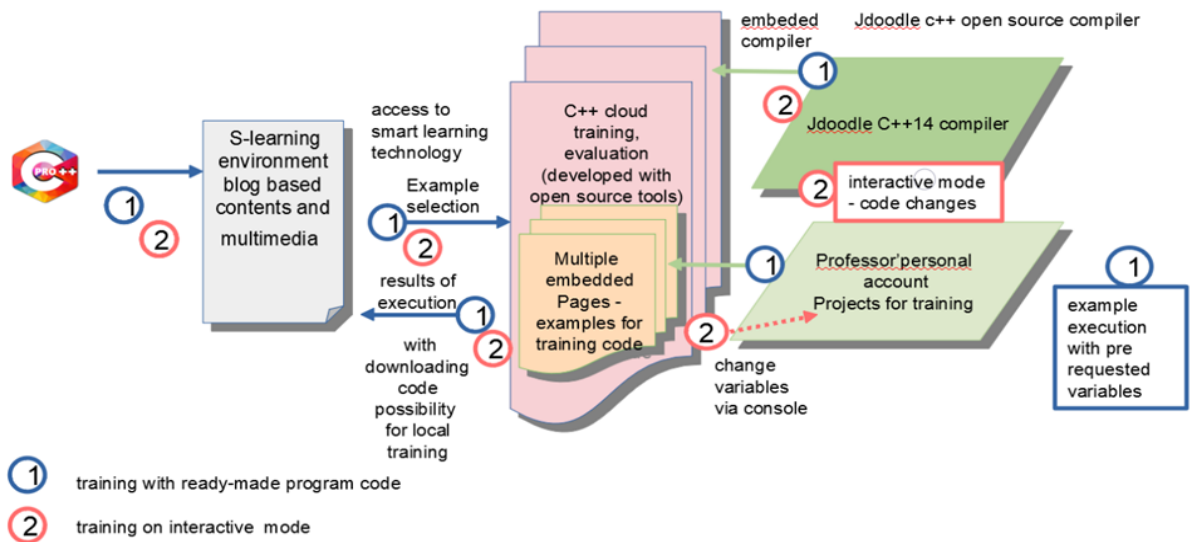 PRO ++
1
2
S-learning
environment
blog based
contents and
multimedia
access to
smart learning
technology
Example
selection
1
2
results of
execution
1
2
with
downloading
code
possibility
for local
training
C++ cloud
training,
evaluation
(developed with
open source tools)
Multiple
embedded
Pages -
examples for
training code
embeded
compiler
Jdoodle c++ open source compiler
1
2
Jdoodle C++14 compiler
2
interactive mode
- code changes
1
Professor'personal
account
Projects for training
2
change
variables
via console
1
example
execution
with pre
requested
variables
1
training with ready-made program code
2
training on interactive mode